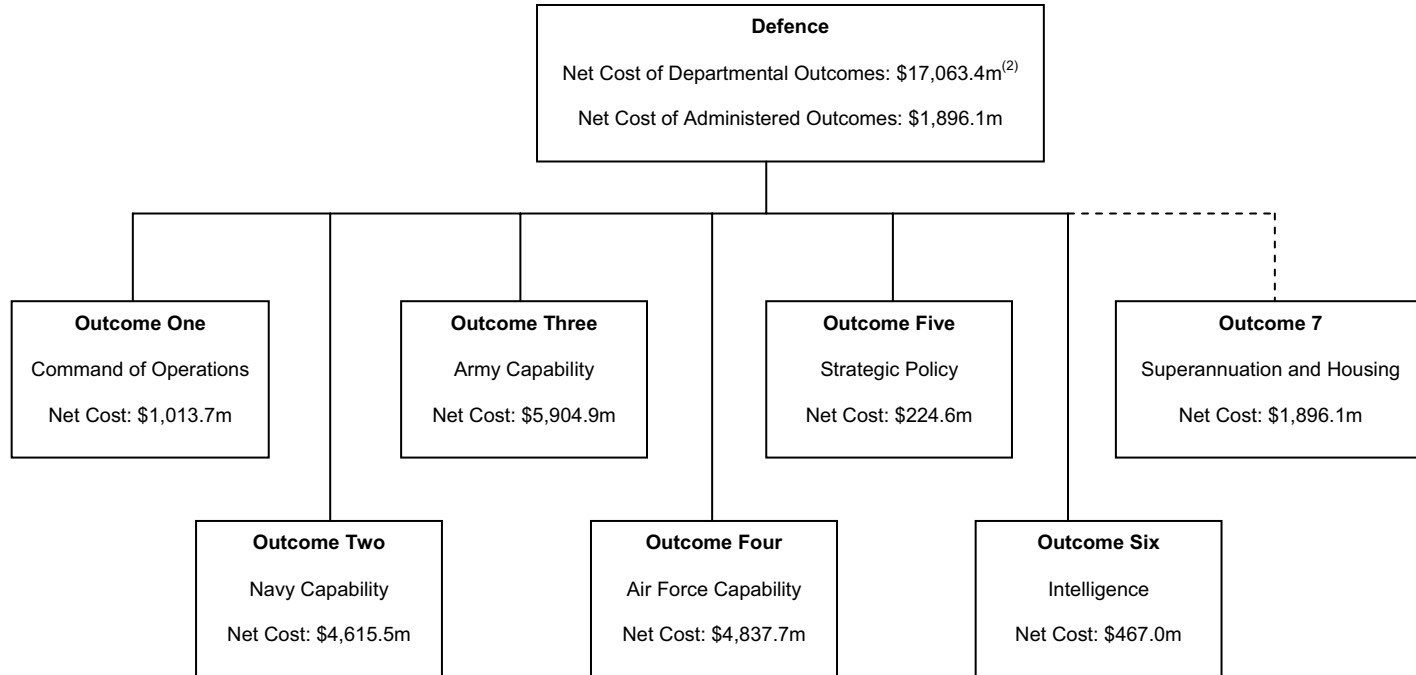 Defence
Net Cost of Departmental Outcomes: $17,063.4m(2)
Net Cost of Administered Outcomes: $1,896.1m
Outcome One
Command of Operations
Net Cost: $1,013.7m
Outcome Three
Army Capability
Net Cost: $5,904.9m
Outcome Five
Strategic Policy
Net Cost: $224.6m
Outcome 7
Superannuation and Housing
Net Cost: $1,896.1m
Outcome Two
Navy Capability
Net Cost: $4,615.5m
Outcome Four
Air Force Capability
Net Cost: $4,837.7m
Outcome Six
Intelligence
Net Cost: $467.0m